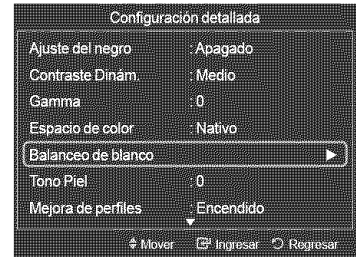 Configuración detallada
Ajuste del negro : Apagado
Contraste Dinám. : Medio
Gamma : 0
Espacio de color : Nativo
Balanceo de blanco
Tono Piel : 0
Mejora de perfiles : Encendido
Mover Ingresar Regresar